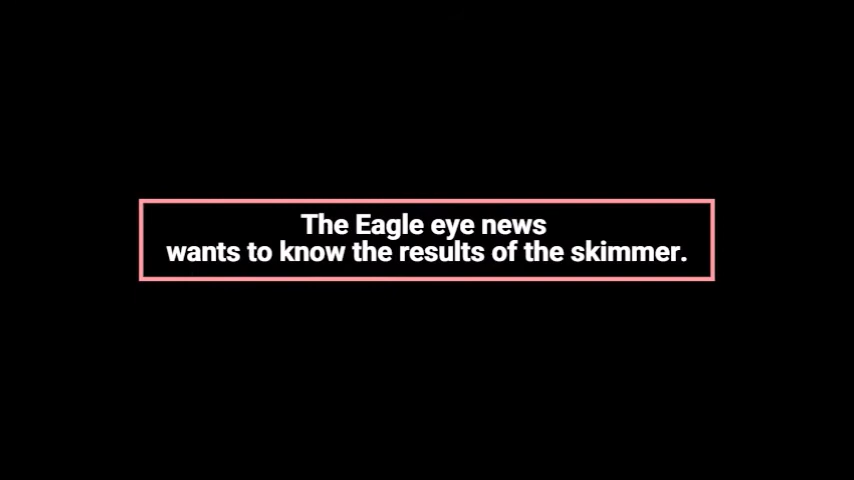 The Eagle eye news
wants to know the results of the skimmer.